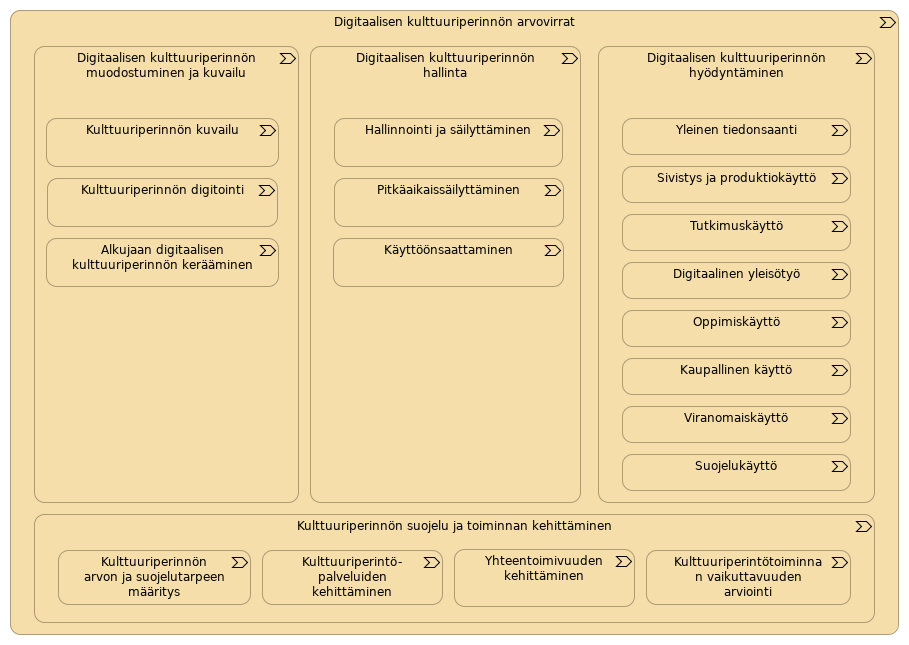 Digitaalisen kulttuuriperinnön arvovirrat
Digitaalisen kulttuuriperinnön
muodostuminen ja kuvailu
Kulttuuriperinnön kuvailu
Kulttuuriperinnön digitointi
Alkujaan digitaalisen
kulttuuriperinnön kerääminen
Digitaalisen kulttuuriperinnön
hallinta
Hallinnointi ja säilyttäminen
Pitkäaikaissäilyttäminen
Käyttöönsaattaminen
Digitaalisen kulttuuriperinnön
hyödyntäminen
Yleinen tiedonsaanti
Sivistys ja produktiokäyttö
Tutkimuskäyttö
Digitaalinen yleisötyö
Oppimiskäyttö
Kaupallinen käyttö
Viranomaiskäyttö
Suojelukäyttö
Kulttuuriperinnön suojelu ja toiminnan kehittäminen
Kulttuuriperinnön
arvon ja suojelutarpeen
määritys
Kulttuuriperintö-
palveluiden
kehittäminen
Yhteentoimivuuden
kehittäminen
Kulttuuriperintötoiminna
n vaikuttavuuden
arviointi